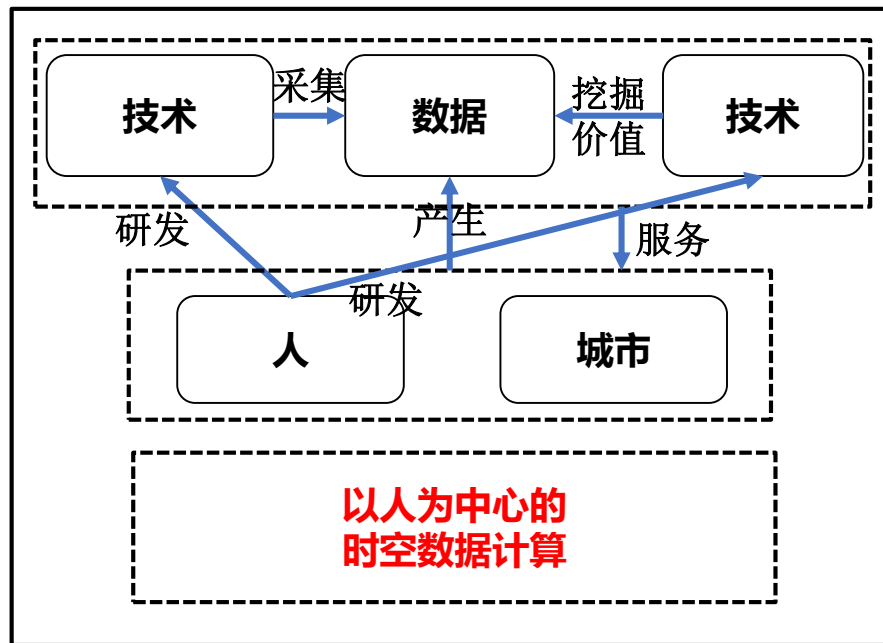 技术
采集
数据
挖掘
价值
技术
研发
产生
服务
研发
人
城市
以人为中心的
时空数据计算